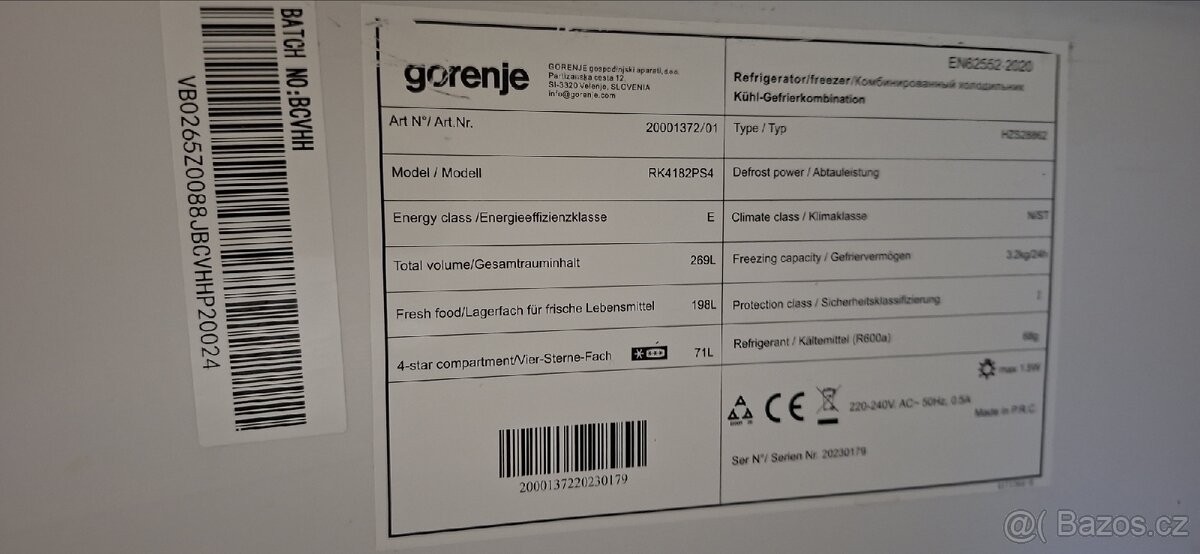 BATCH NO:BCVHH
VB0265Z0088JBCVHHP20024
gorenje
GORENJE gospodinjski aparati, d.o.o.
Partizanska cesta 12,
SI-3320 Velenje, SLOVENIA
info@gorenje.com
EN62552-2020
Refrigerator/freezer/Комбинированный холодильник
Kühl-Gefrierkombination
Art N°/ Art.Nr. 20001372/01
Type / Typ HZS28862
Model / Modell RK4182PS4
Defrost power / Abtauleistung
Energy class /Energieeffizienzklasse E
Climate class / Klimaklasse N/ST
Total volume/Gesamtrauminhalt 269L
Freezing capacity / Gefriervermögen 3.2kg/24h
Fresh food/Lagerfach für frische Lebensmittel 198L
Protection class / Sicherheitsklassifizierung I
4-star compartment/Vier-Sterne-Fach 71L
Refrigerant / Kältemittel (R600a) 68g
max 1.5W
220-240V, AC~ 50Hz, 0.5A
Made in P.R.C
Ser N°/ Serien Nr. 20230179
2000137220230179
@( Bazos.cz